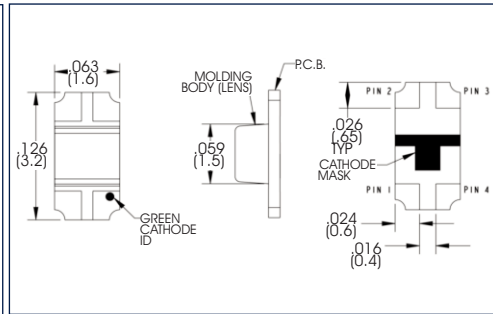 .063
(1.6)
.126
(3.2)
GREEN
CATHODE
ID
MOLDING
BODY (LENS)
P.C.B.
.059
(1.5)
PIN 2
PIN 3
.026
(.65)
TYP
CATHODE
MASK
PIN 1
PIN 4
.024
(0.6)
.016
(0.4)